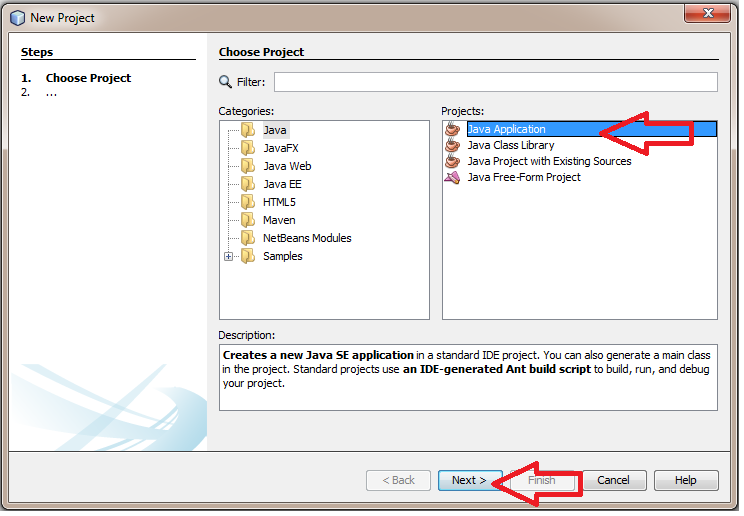 New Project
Steps
1. Choose Project
2. ...
Choose Project
Filter:
Categories:
Java
JavaFX
Java Web
Java EE
HTML5
Maven
NetBeans Modules
Samples
Projects:
Java Application
Java Class Library
Java Project with Existing Sources
Java Free-Form Project
Description:
Creates a new Java SE application in a standard IDE project. You can also generate a main class
in the project. Standard projects use an IDE-generated Ant build script to build, run, and debug
your project.
< Back
Next >
Finish
Cancel
Help